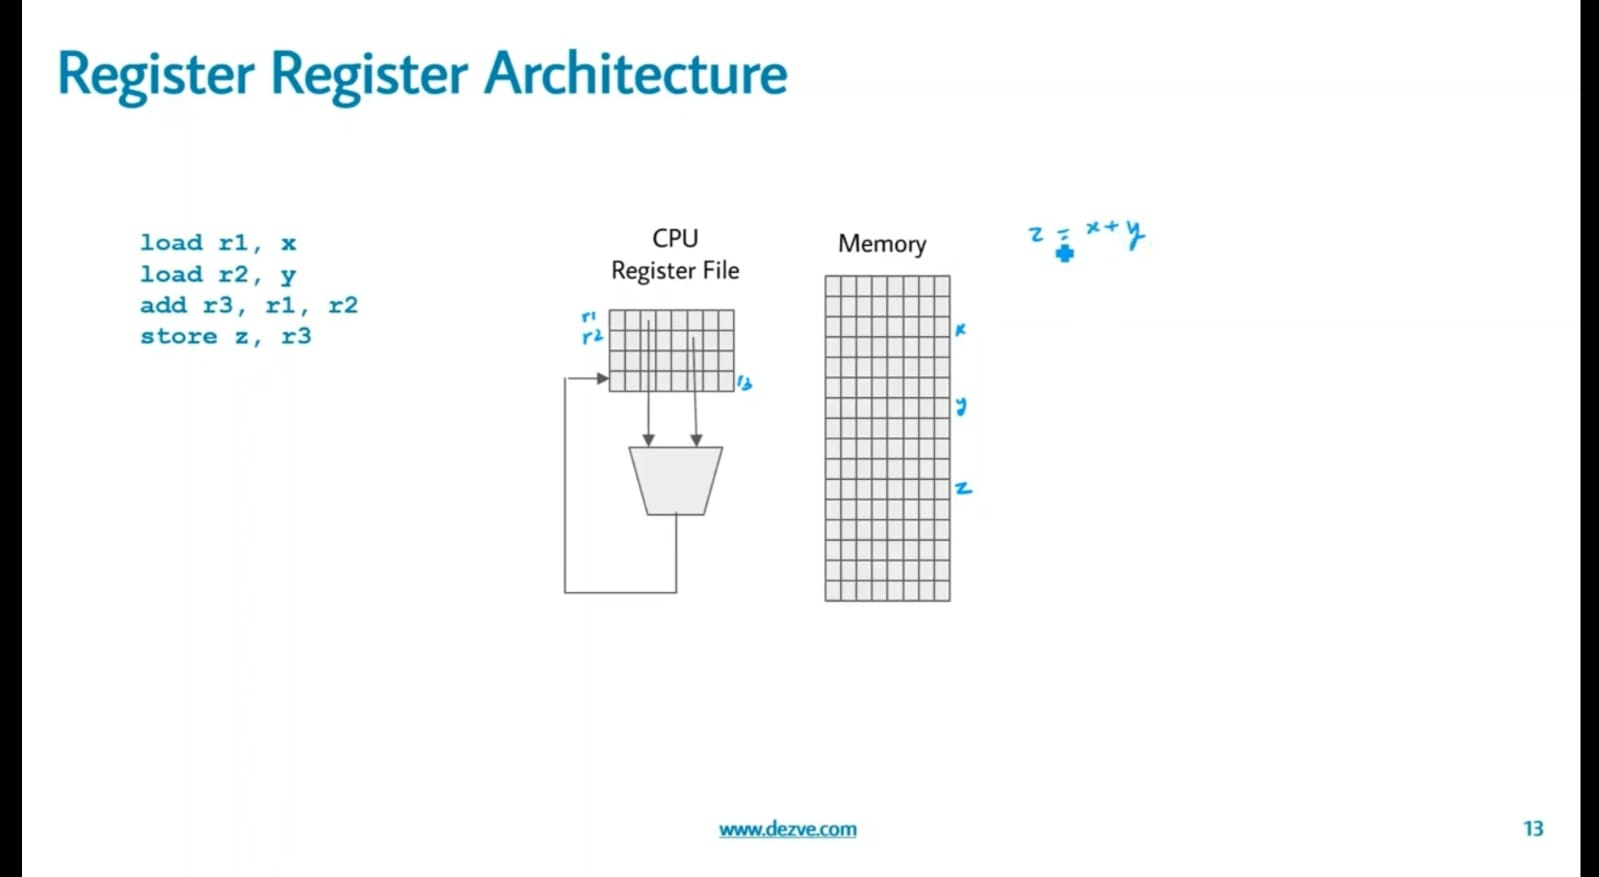 Register Register Architecture
load r1, x
load r2, y
add r3, r1, r2
store z, r3
CPU
Register File
r1
r2
r3
Memory
x
y
z
z = x+y
www.dezve.com
13